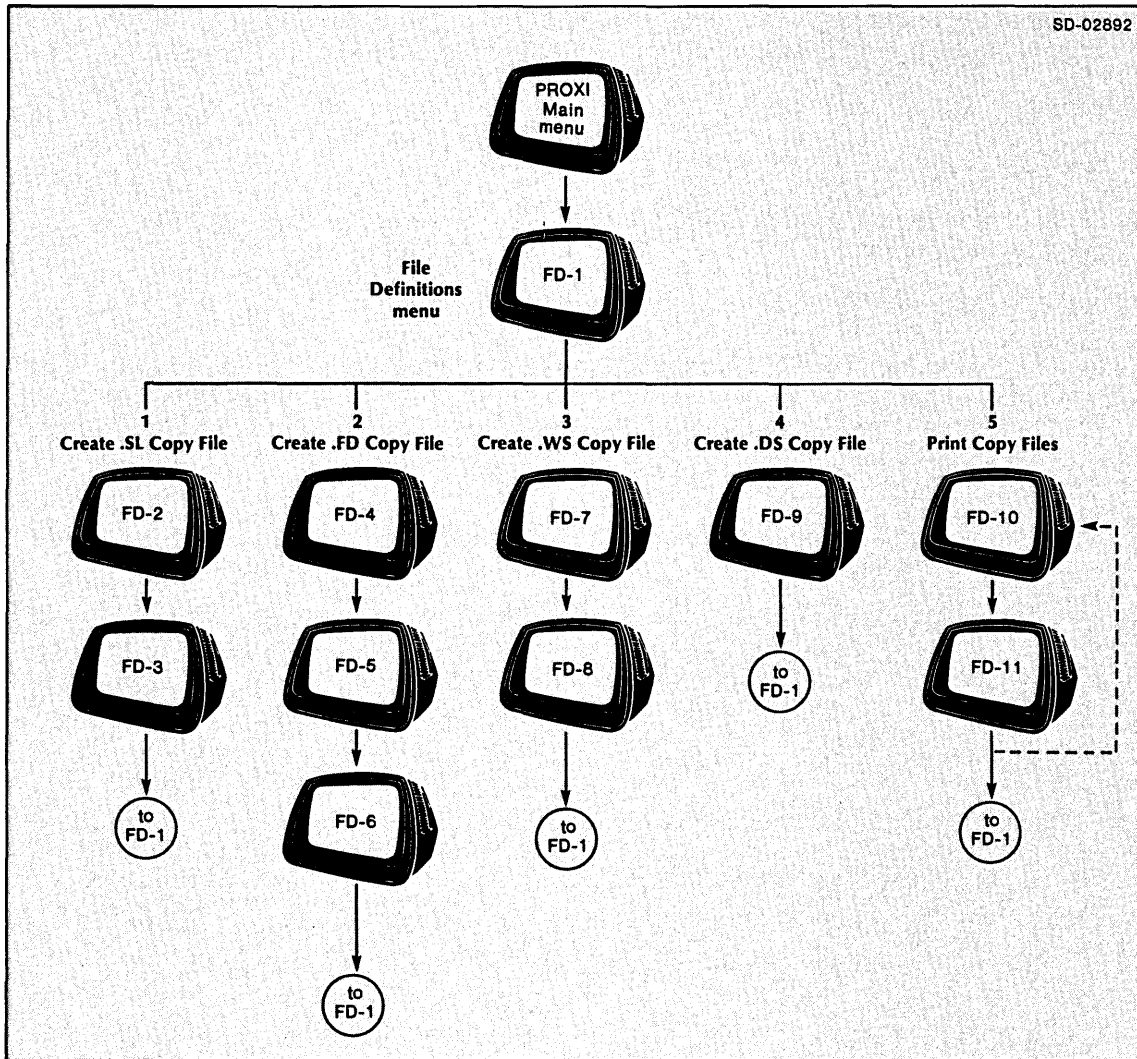 SD-02892
PROXI
Main
menu
File
Definitions
menu
FD-1
1
Create .SL Copy File
2
Create .FD Copy File
3
Create .WS Copy File
4
Create .DS Copy File
5
Print Copy Files
FD-2
FD-4
FD-7
FD-9
FD-10
FD-3
FD-5
FD-8
to
FD-1
FD-11
to
FD-1
FD-6
to
FD-1
to
FD-1
to
FD-1